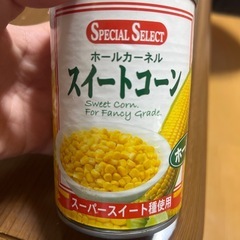 SPECIAL SELECT
ホールカーネル
スイートコーン
Sweet Corn.
For Fancy Grade.
スーパースイート種使用